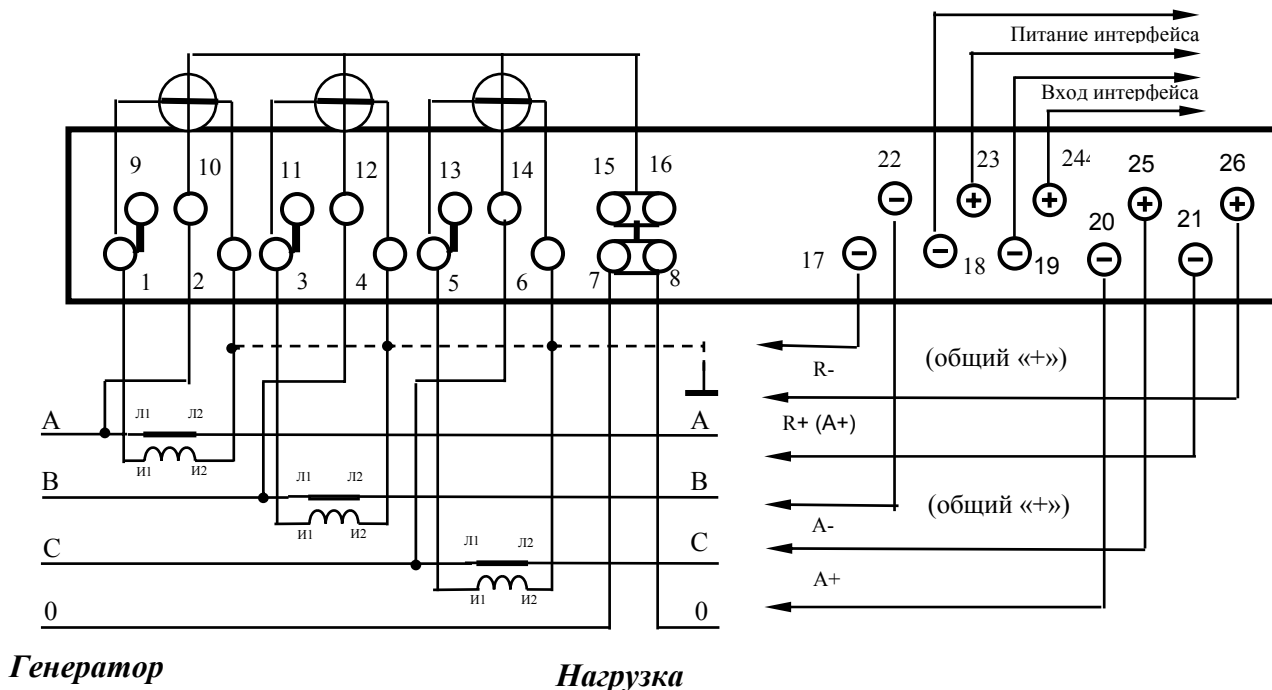 Питание интерфейса
Вход интерфейса
9 10 11 12 13 14 15 16 22 23 244 25 26
1 2 3 4 5 6 7 8 17 18 19 20 21
R- (общий «+»)
A Л1 Л2 A R+ (A+)
И1 И2
B Л1 Л2 B (общий «+»)
И1 И2 A-
C Л1 Л2 C
И1 И2 A+
0 0
Генератор Нагрузка